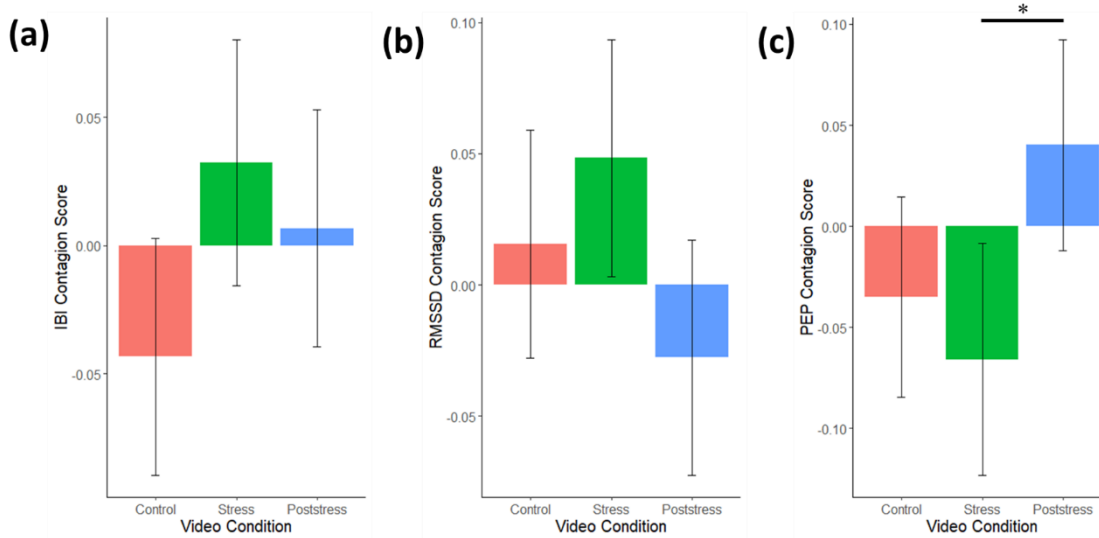 (a)
IBI Contagion Score
0.05
0.00
-0.05
Control Stress Poststress
Video Condition
(b)
RMSSD Contagion Score
0.10
0.05
0.00
-0.05
Control Stress Poststress
Video Condition
(c)
*
PEP Contagion Score
0.10
0.05
0.00
-0.05
-0.10
Control Stress Poststress
Video Condition